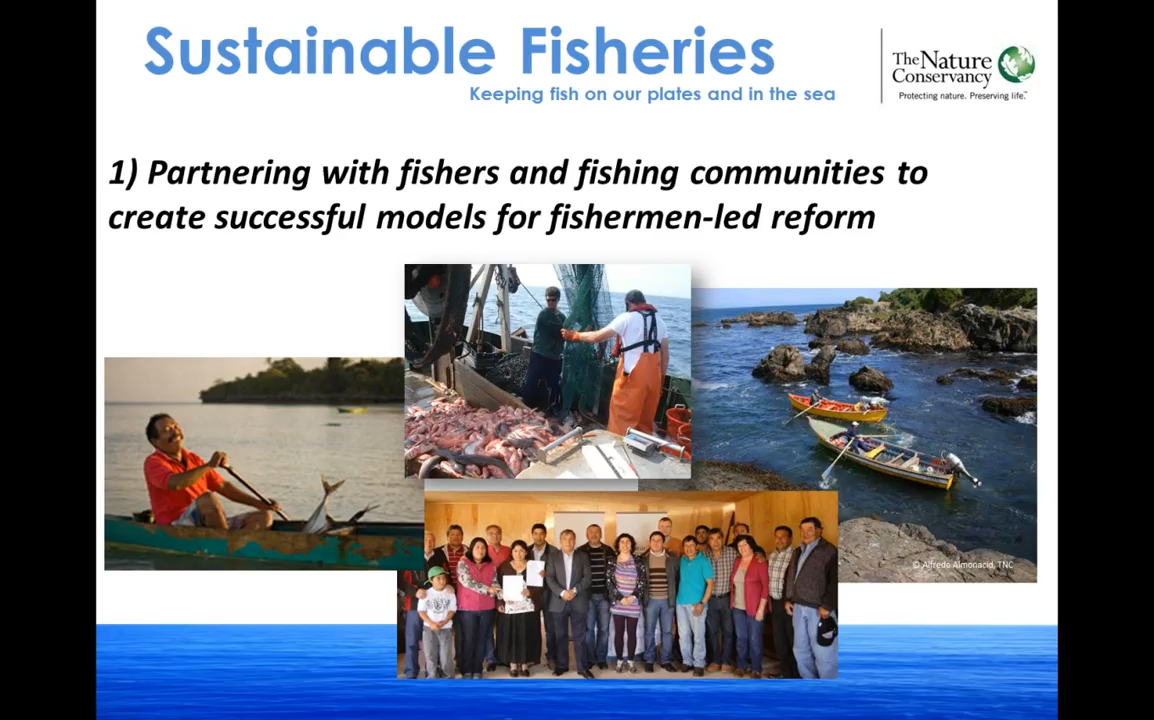 Sustainable Fisheries
Keeping fish on our plates and in the sea
The Nature
Conservancy
Protecting nature. Preserving life.™
1) Partnering with fishers and fishing communities to
create successful models for fishermen-led reform
© Alfredo Almonacid, TNC